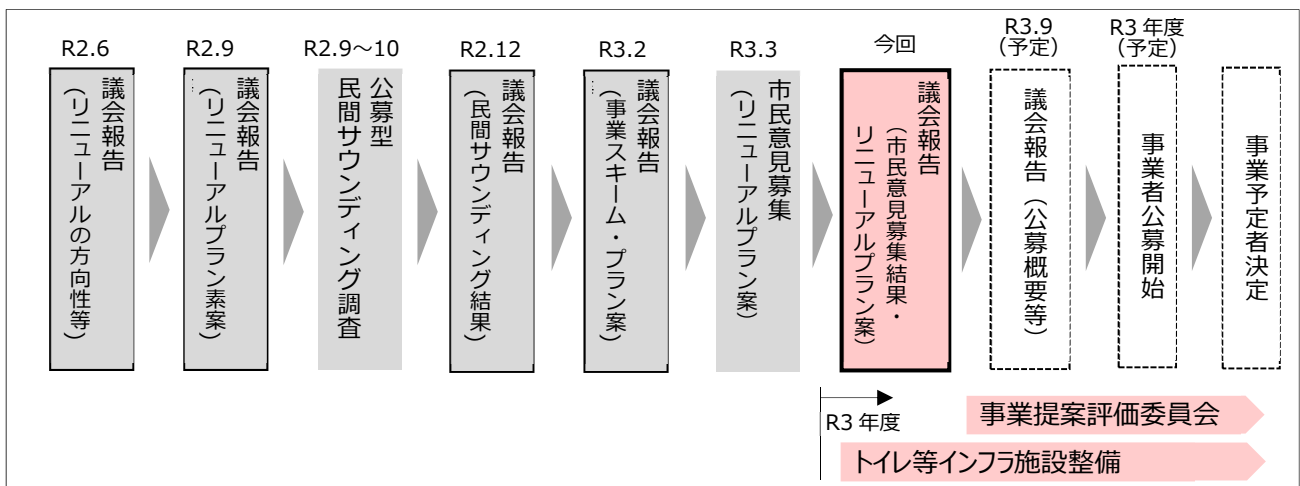 R2.6
議会報告
(リニューアルの方向性等)
R2.9
議会報告
(リニューアルプラン素案)
R2.9～10
公募型
民間サウンディング調査
R2.12
議会報告
(民間サウンディング結果)
R3.2
議会報告
(事業スキーム・プラン案)
R3.3
市民意見募集
(リニューアルプラン案)
今回
議会報告
(市民意見募集結果・
リニューアルプラン案)
R3.9
(予定)
議会報告(公募概要等)
R3 年度
(予定)
事業者公募開始
事業予定者決定
R3 年度
事業提案評価委員会
トイレ等インフラ施設整備